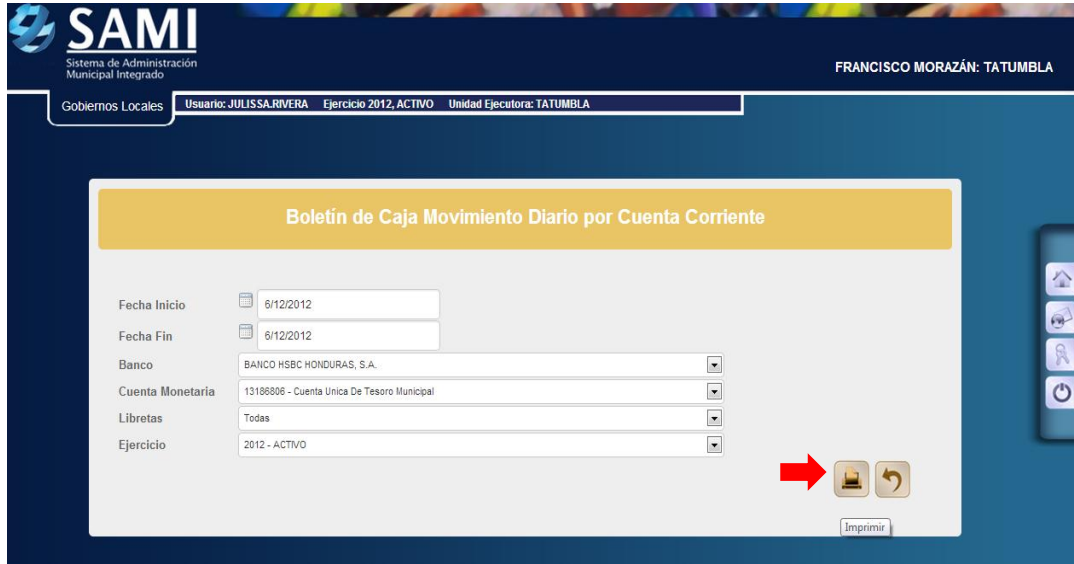 SAMI
Sistema de Administración
Municipal Integrado
FRANCISCO MORAZÁN: TATUMBLA
Gobiernos Locales
Usuario: JULISSA.RIVERA Ejercicio 2012, ACTIVO Unidad Ejecutora: TATUMBLA
Boletín de Caja Movimiento Diario por Cuenta Corriente
Fecha Inicio 6/12/2012
Fecha Fin 6/12/2012
Banco BANCO HSBC HONDURAS, S.A.
Cuenta Monetaria 13186806 - Cuenta Unica De Tesoro Municipal
Libretas Todas
Ejercicio 2012 - ACTIVO
Imprimir